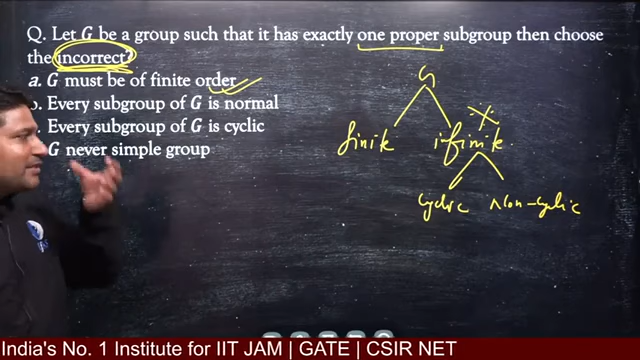 Q. Let G be a group such that it has exactly one proper subgroup then choose
the incorrect?
a. G must be of finite order
b. Every subgroup of G is normal
. Every subgroup of G is cyclic
G never simple group
G
finite
infinite
cyclic
non-cyclic
India's No. 1 Institute for IIT JAM | GATE | CSIR NET